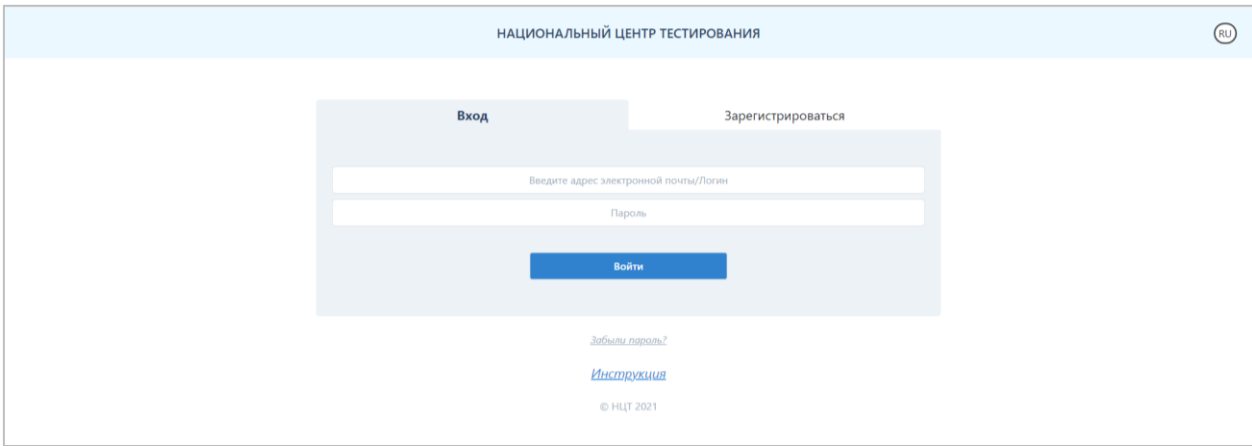 НАЦИОНАЛЬНЫЙ ЦЕНТР ТЕСТИРОВАНИЯ
RU
Вход
Зарегистрироваться
Введите адрес электронной почты/Логин
Пароль
Войти
Забыли пароль?
Инструкция
© НЦТ 2021